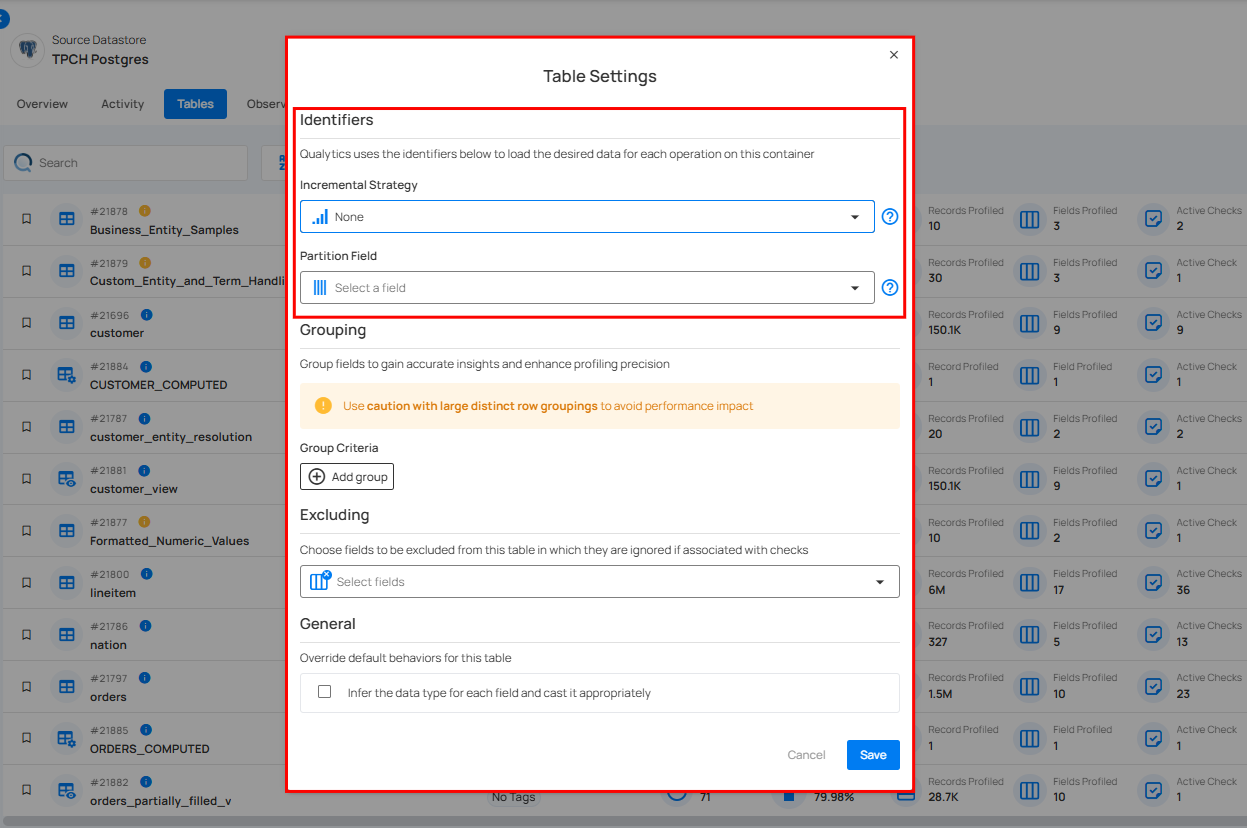 Source Datastore
TPCH Postgres
Overview
Activity
Tables
Observ
Search
#21878
Business_Entity_Samples
Records Profiled
10
Fields Profiled
3
Active Checks
2
#21879
Custom_Entity_and_Term_Handli
Records Profiled
30
Fields Profiled
3
Active Check
1
#21696
customer
Records Profiled
150.1K
Fields Profiled
9
Active Checks
9
#21884
CUSTOMER_COMPUTED
Record Profiled
1
Field Profiled
1
Active Check
1
#21787
customer_entity_resolution
Records Profiled
20
Fields Profiled
2
Active Checks
2
#21881
customer_view
Records Profiled
150.1K
Fields Profiled
9
Active Check
1
#21877
Formatted_Numeric_Values
Records Profiled
10
Fields Profiled
2
Active Check
1
#21800
lineitem
Records Profiled
6M
Fields Profiled
17
Active Checks
36
#21786
nation
Records Profiled
327
Fields Profiled
5
Active Checks
13
#21797
orders
Records Profiled
1.5M
Fields Profiled
10
Active Checks
23
#21885
ORDERS_COMPUTED
Record Profiled
1
Field Profiled
1
Active Check
1
#21882
orders_partially_filled_v
No Tags
71
79.98%
Records Profiled
28.7K
Fields Profiled
10
Active Check
1
Table Settings
Identifiers
Qualytics uses the identifiers below to load the desired data for each operation on this container
Incremental Strategy
None
Partition Field
Select a field
Grouping
Group fields to gain accurate insights and enhance profiling precision
Use caution with large distinct row groupings to avoid performance impact
Group Criteria
Add group
Excluding
Choose fields to be excluded from this table in which they are ignored if associated with checks
Select fields
General
Override default behaviors for this table
Infer the data type for each field and cast it appropriately
Cancel
Save